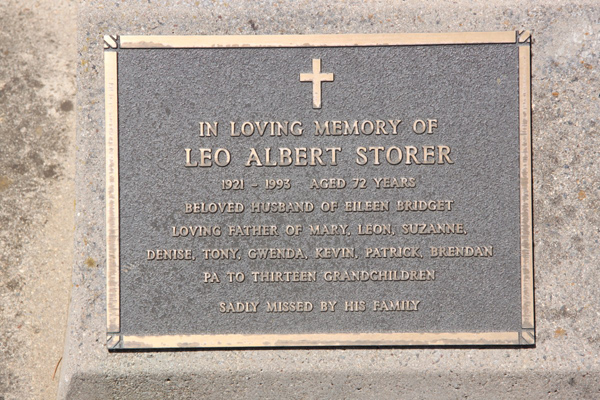 IN LOVING MEMORY OF
LEO ALBERT STORER
1921 - 1993 AGED 72 YEARS
BELOVED HUSBAND OF EILEEN BRIDGET
LOVING FATHER OF MARY, LEON, SUZANNE,
DENISE, TONY, GWENDA, KEVIN, PATRICK, BRENDAN
PA TO THIRTEEN GRANDCHILDREN
SADLY MISSED BY HIS FAMILY